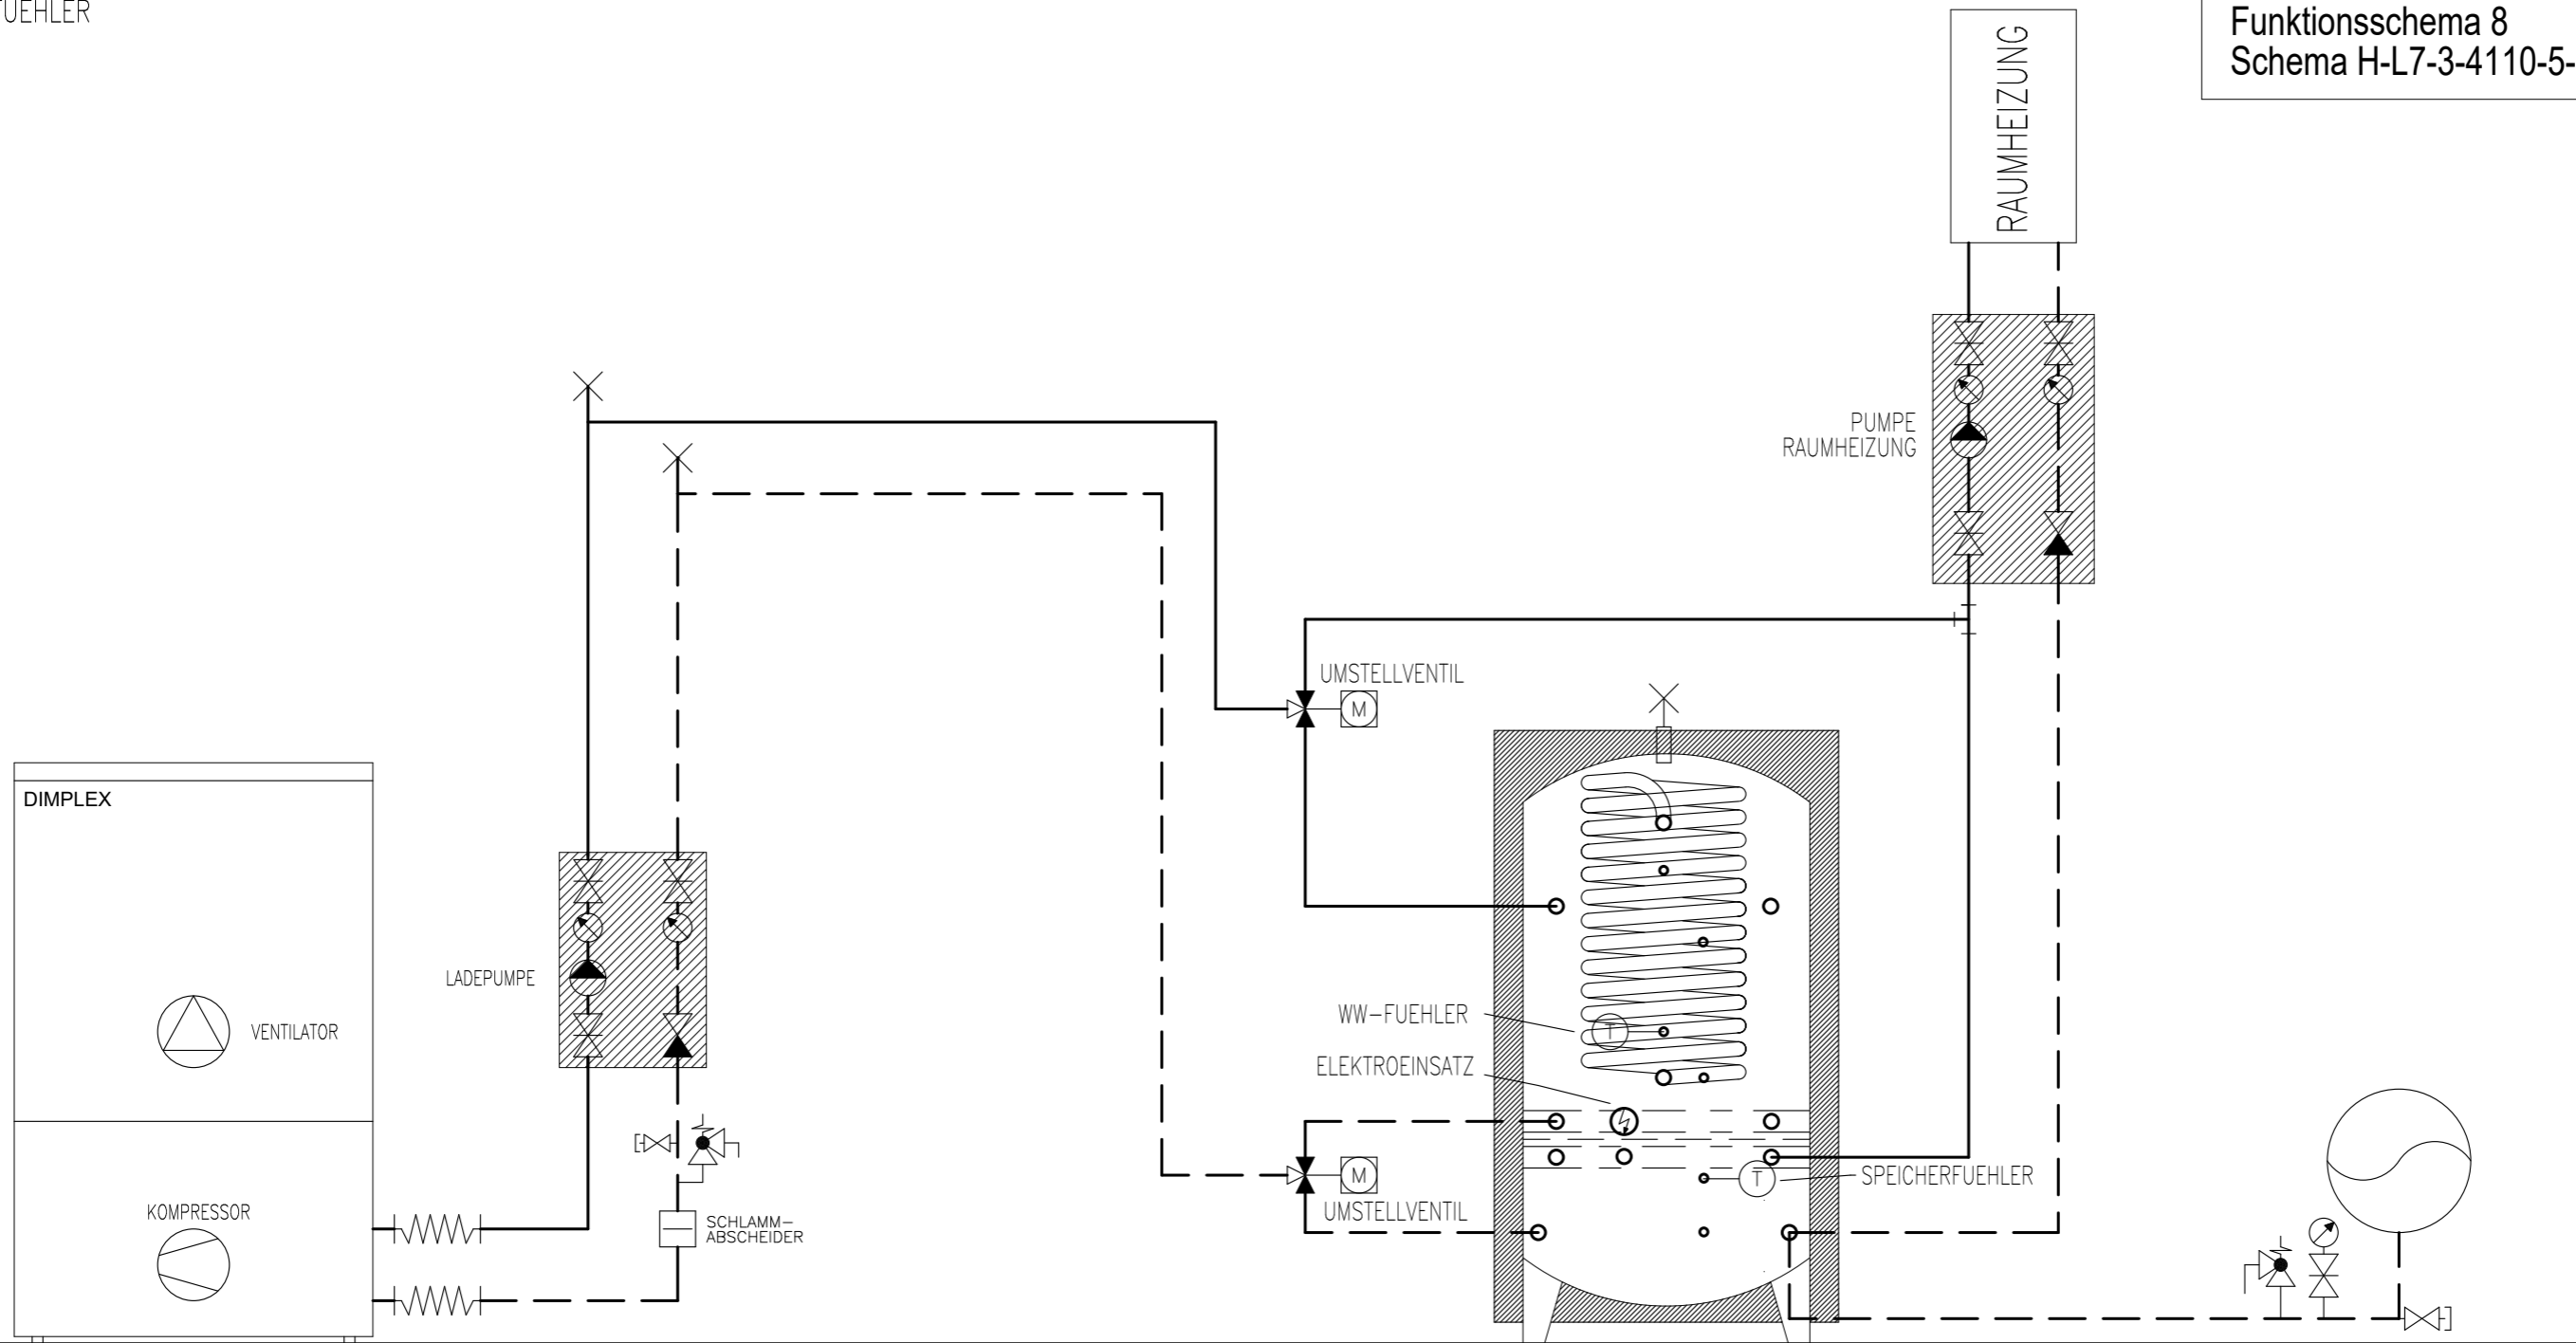 FUEHLER
Funktionsschema 8
Schema H-L7-3-4110-5-
RAUMHEIZUNG
PUMPE
RAUMHEIZUNG
UMSTELLVENTIL
M
DIMPLEX
LADEPUMPE
VENTILATOR
WW-FUEHLER
T
ELEKTROEINSATZ
M
UMSTELLVENTIL
T
SPEICHERFUEHLER
KOMPRESSOR
SCHLAMM-
ABSCHEIDER